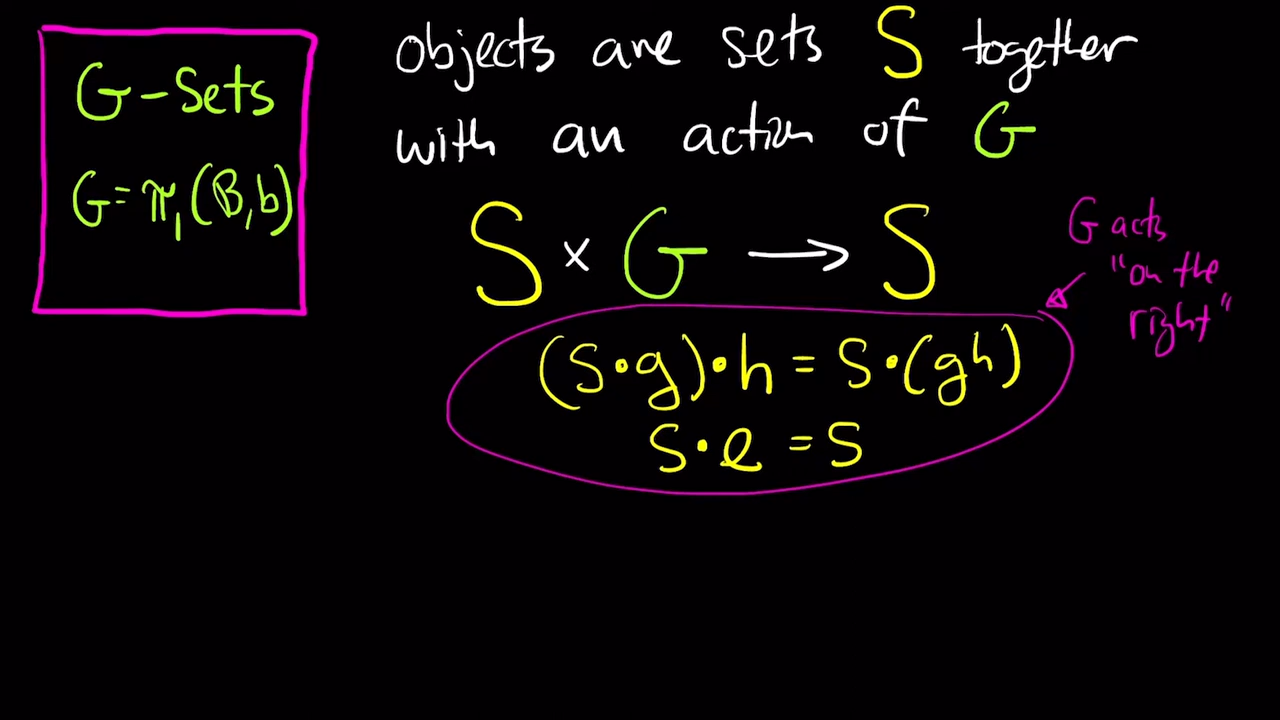 G-Sets
G = π₁(B,b)
objects are sets S together
with an action of G
S × G ⟶ S
G acts
"on the
right"
(s·g)·h = s·(gh)
s·e = s